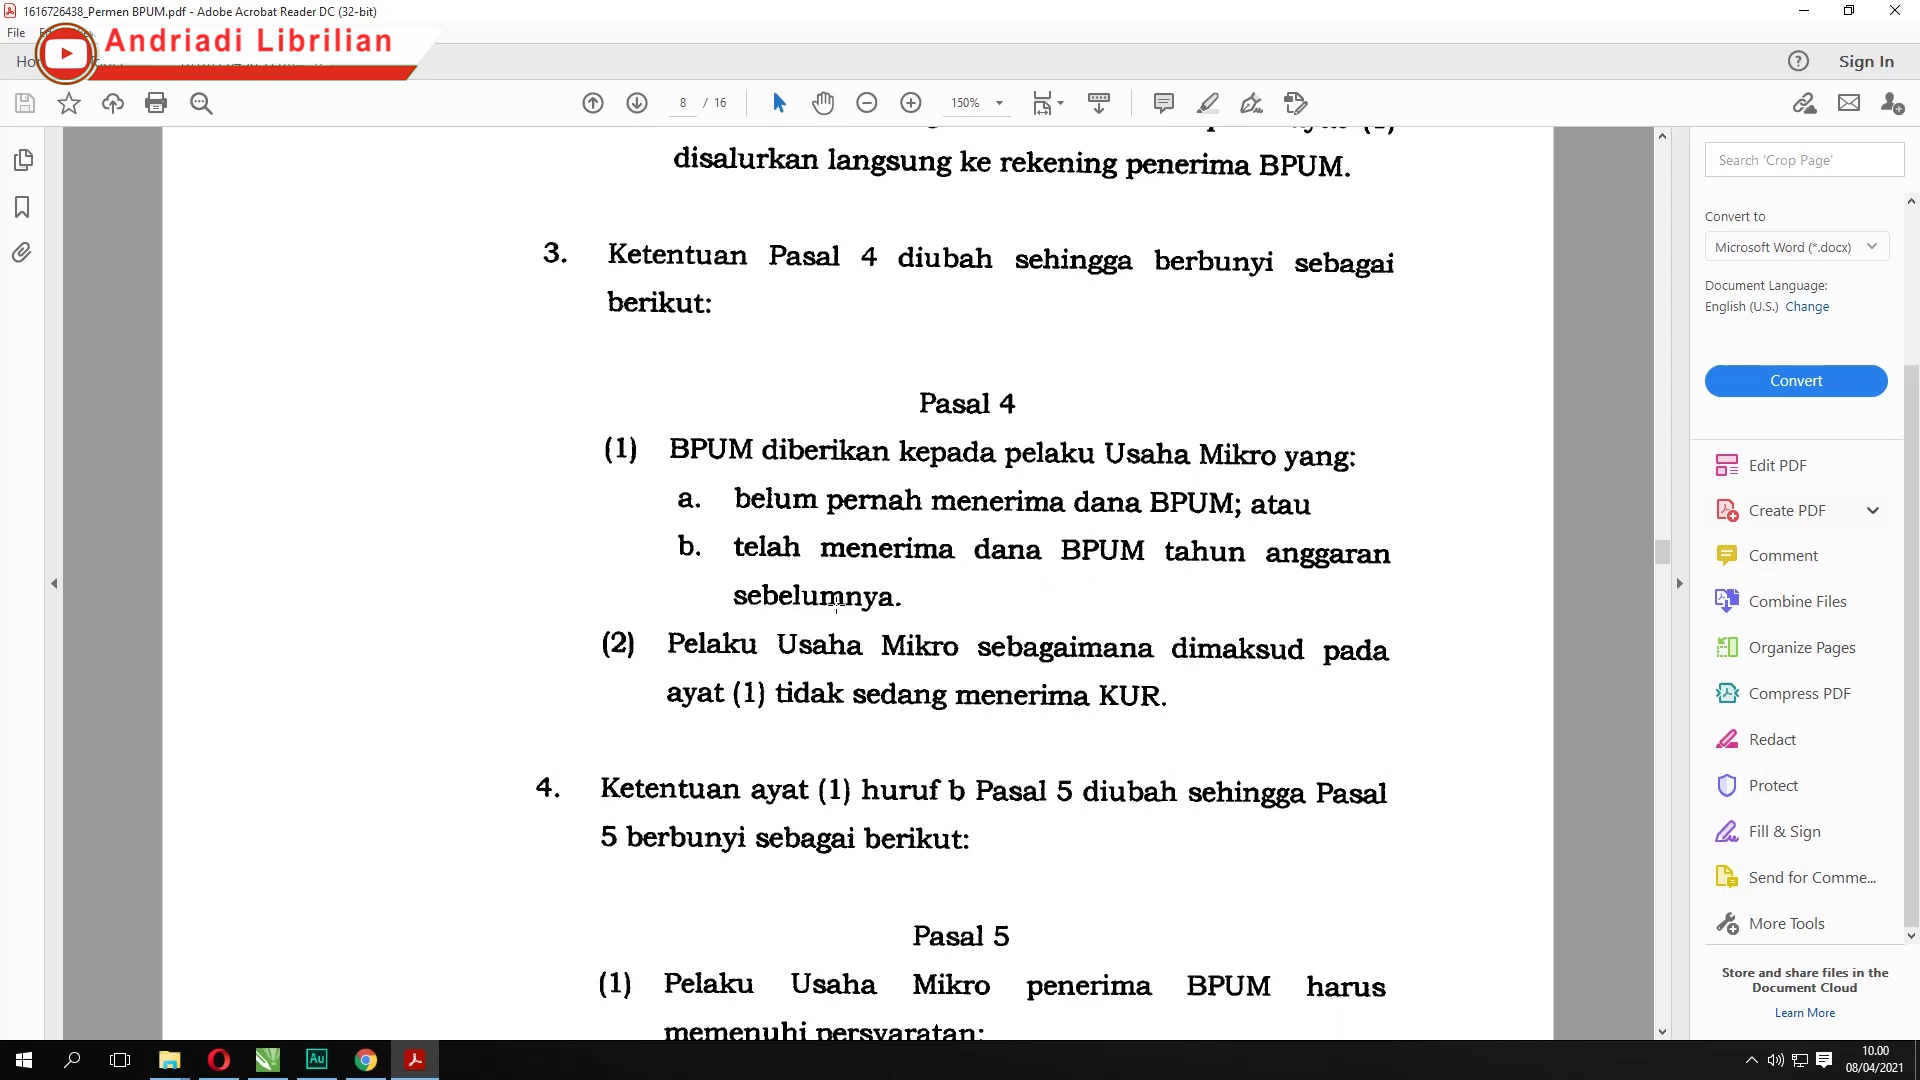 1616726438_Permen BPUM.pdf - Adobe Acrobat Reader DC (32-bit)
File
Andriadi Librilian
Sign In
8 / 16
150%
disalurkan langsung ke rekening penerima BPUM.
3. Ketentuan Pasal 4 diubah sehingga berbunyi sebagai
berikut:
Pasal 4
(1) BPUM diberikan kepada pelaku Usaha Mikro yang:
a. belum pernah menerima dana BPUM; atau
b. telah menerima dana BPUM tahun anggaran
sebelumnya.
(2) Pelaku Usaha Mikro sebagaimana dimaksud pada
ayat (1) tidak sedang menerima KUR.
4. Ketentuan ayat (1) huruf b Pasal 5 diubah sehingga Pasal
5 berbunyi sebagai berikut:
Pasal 5
(1) Pelaku Usaha Mikro penerima BPUM harus
memenuhi persyaratan:
Search 'Crop Page'
Convert to
Microsoft Word (*.docx)
Document Language:
English (U.S.) Change
Convert
Edit PDF
Create PDF
Comment
Combine Files
Organize Pages
Compress PDF
Redact
Protect
Fill & Sign
Send for Comme...
More Tools
Store and share files in the
Document Cloud
Learn More
Au
10.00
08/04/2021